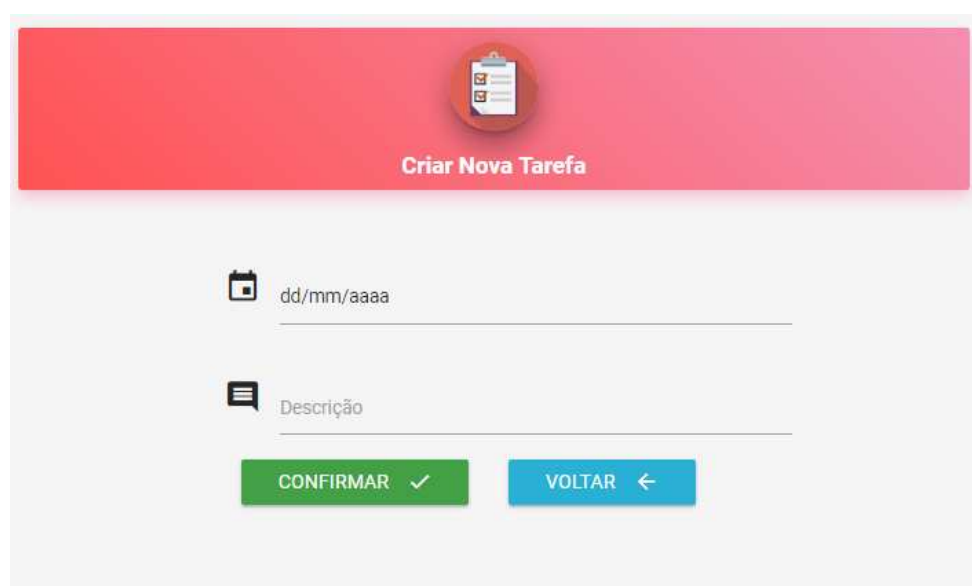 Criar Nova Tarefa
dd/mm/aaaa
Descrição
CONFIRMAR
VOLTAR